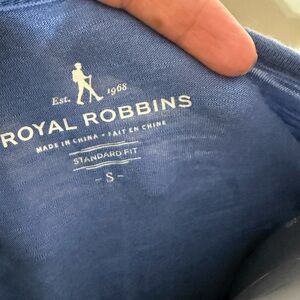 Est. 1968
ROYAL ROBBINS
MADE IN CHINA • FAIT EN CHINE
STANDARD FIT
- S -